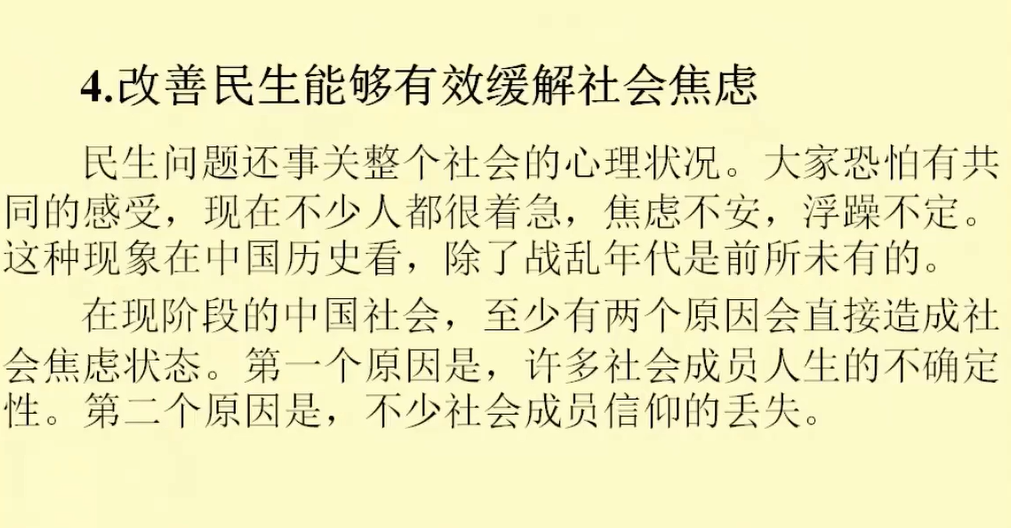 4.改善民生能够有效缓解社会焦虑
民生问题还事关整个社会的心理状况。大家恐怕有共
同的感受，现在不少人都很着急，焦虑不安，浮躁不定。
这种现象在中国历史看，除了战乱年代是前所未有的。
在现阶段的中国社会，至少有两个原因会直接造成社
会焦虑状态。第一个原因是，许多社会成员人生的不确定
性。第二个原因是，不少社会成员信仰的丢失。